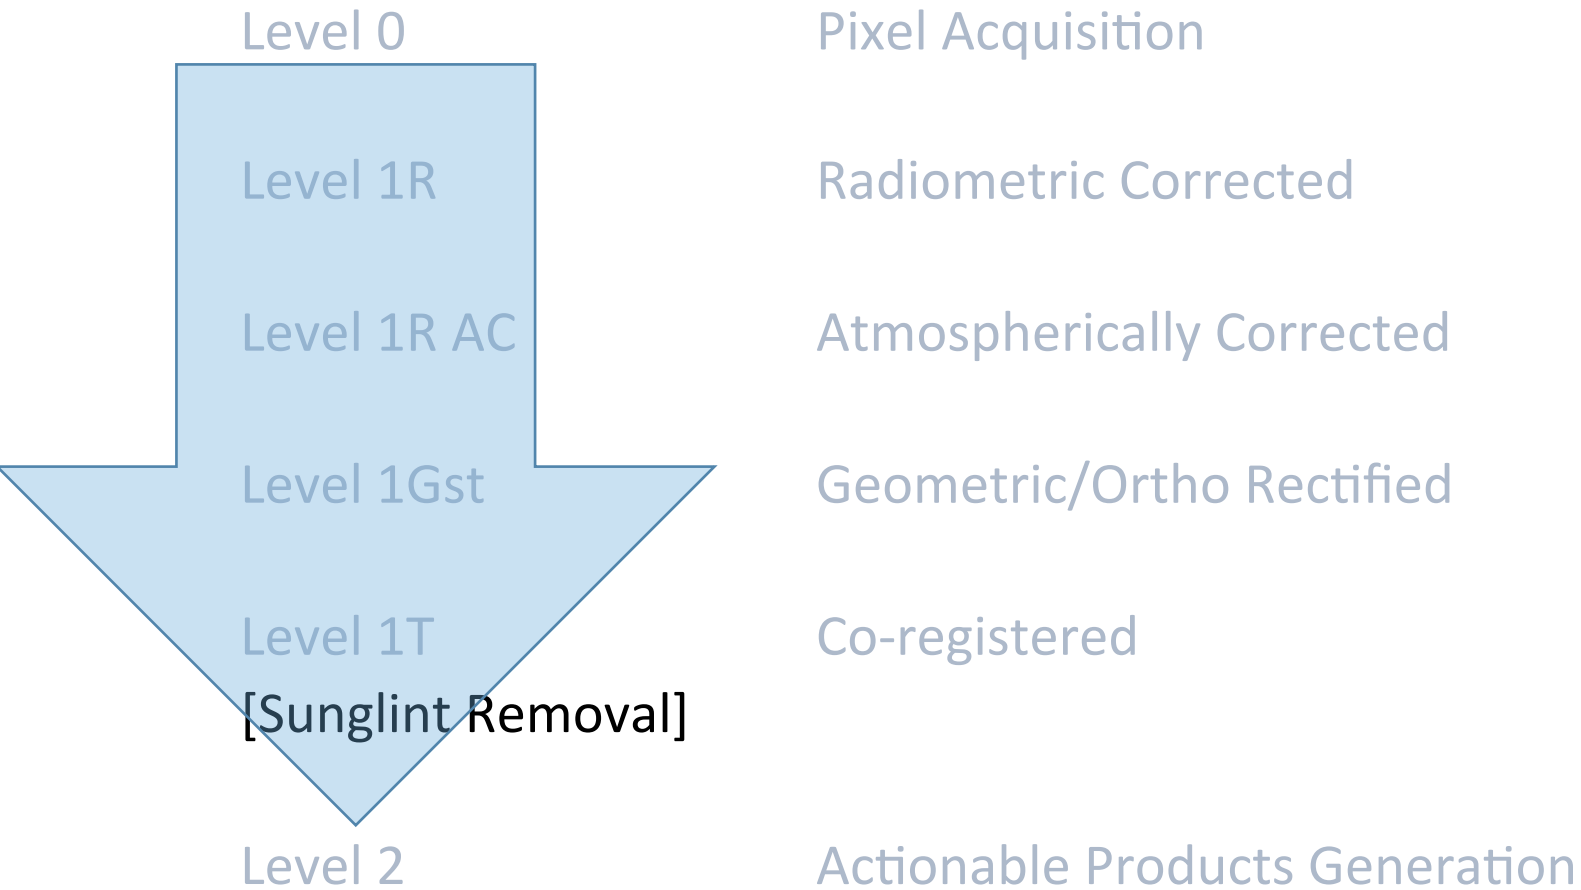 Level 0 Pixel Acquisition
Level 1R Radiometric Corrected
Level 1R AC Atmospherically Corrected
Level 1Gst Geometric/Ortho Rectified
Level 1T Co-registered
[Sunglint Removal]
Level 2 Actionable Products Generation